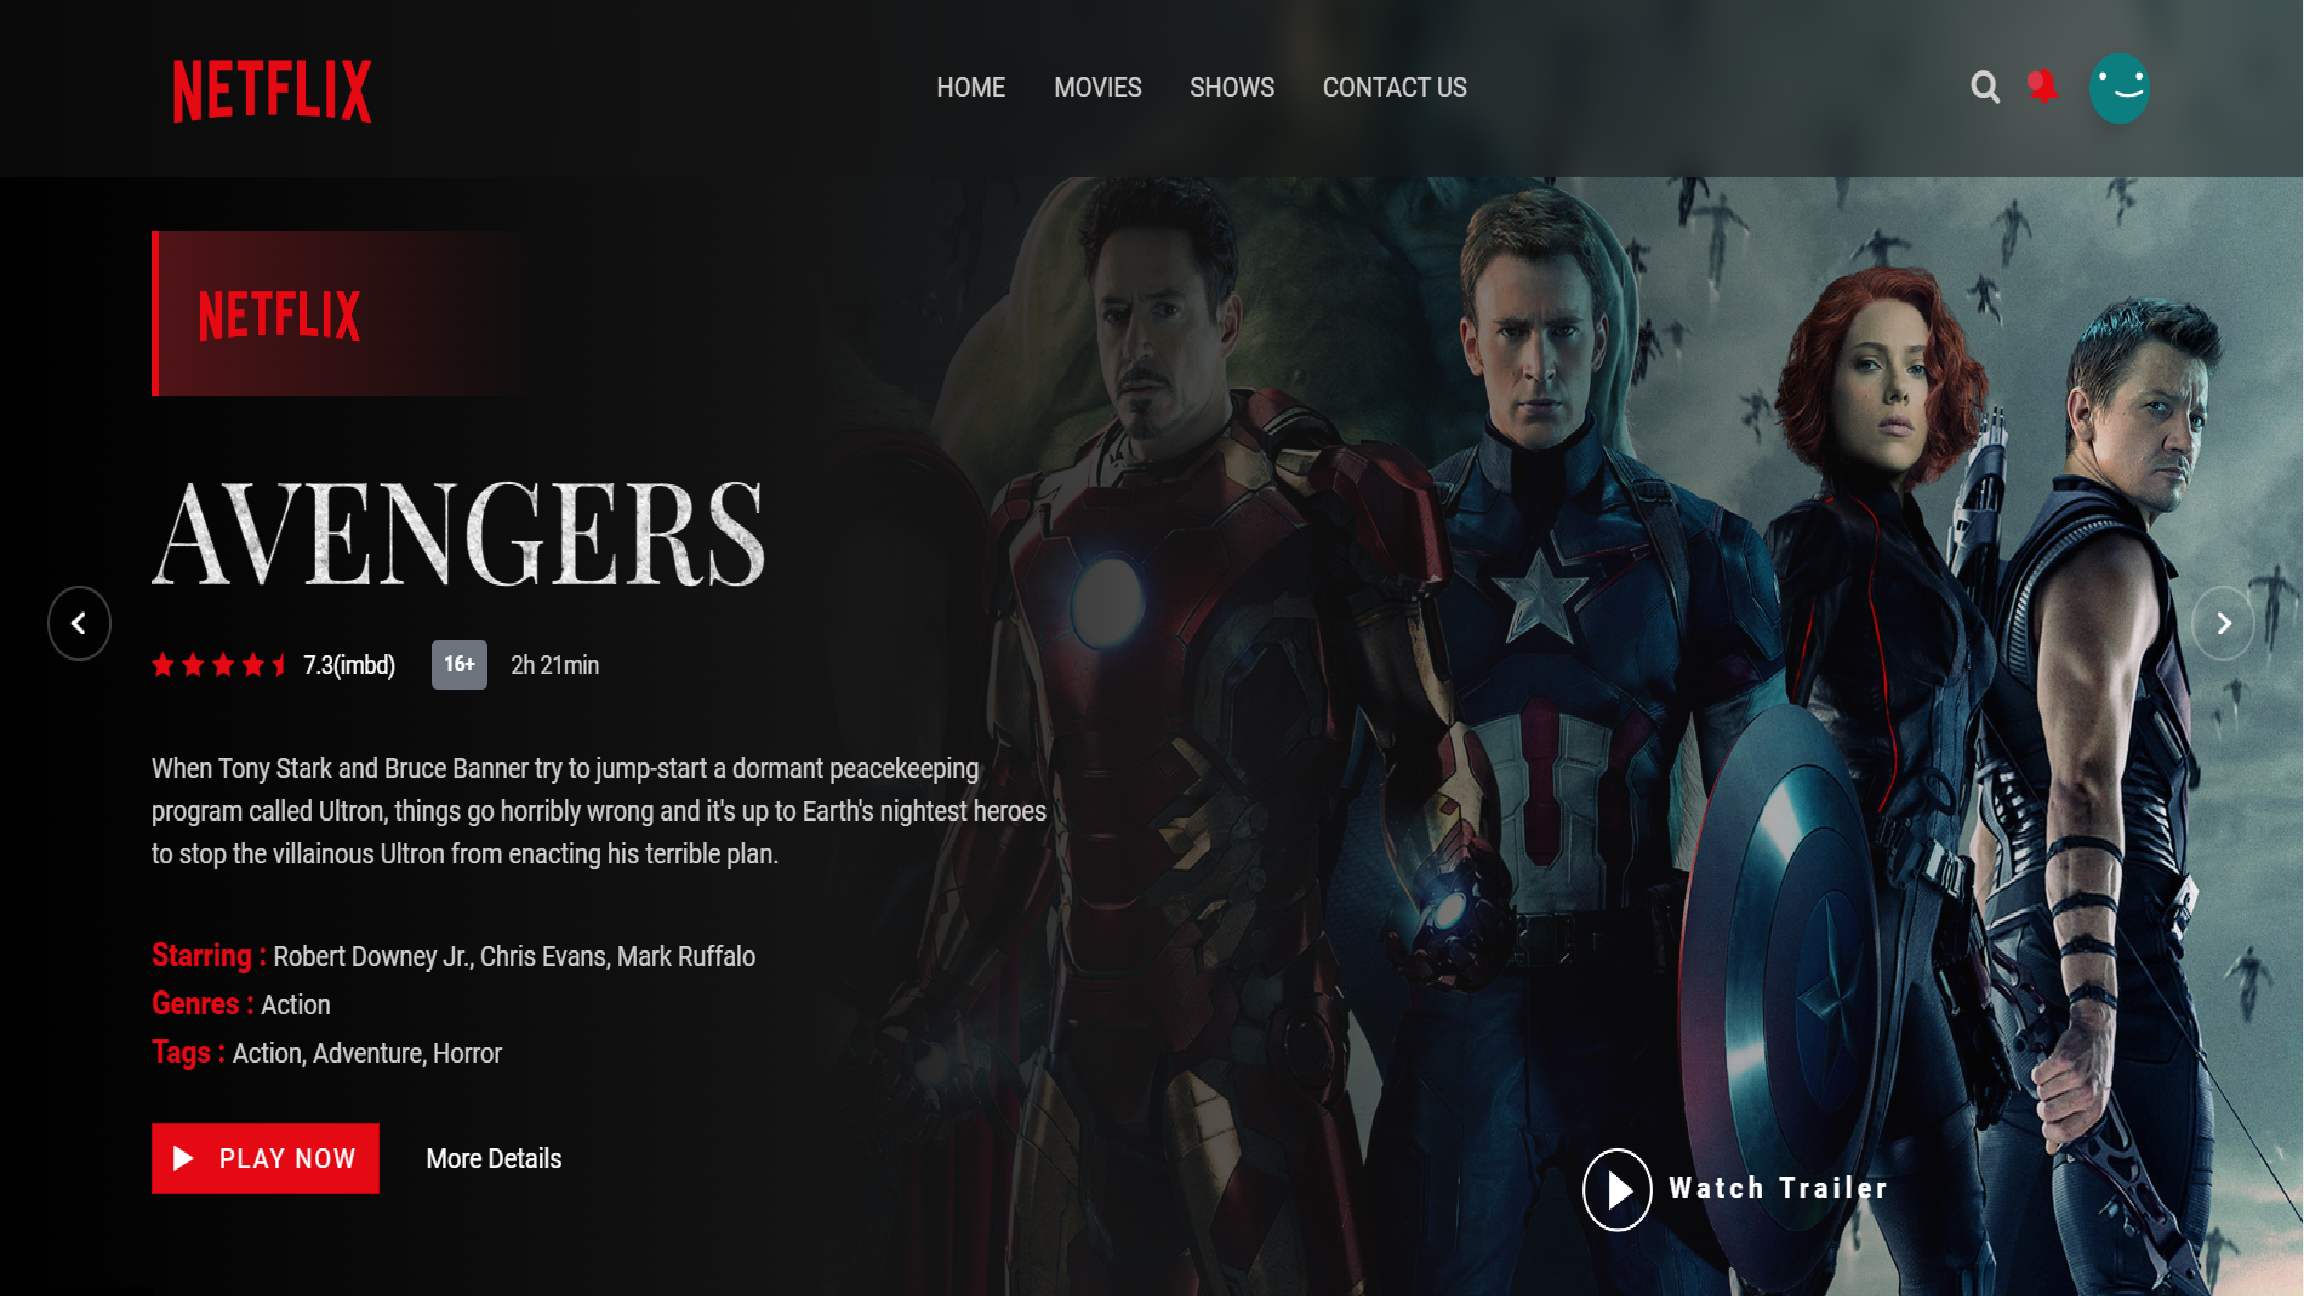 NETFLIX
HOME MOVIES SHOWS CONTACT US
NETFLIX
AVENGERS
7.3(imbd) 16+ 2h 21min
When Tony Stark and Bruce Banner try to jump-start a dormant peacekeeping
program called Ultron, things go horribly wrong and it's up to Earth's nightest heroes
to stop the villainous Ultron from enacting his terrible plan.
Starring : Robert Downey Jr., Chris Evans, Mark Ruffalo
Genres : Action
Tags : Action, Adventure, Horror
PLAY NOW More Details
Watch Trailer